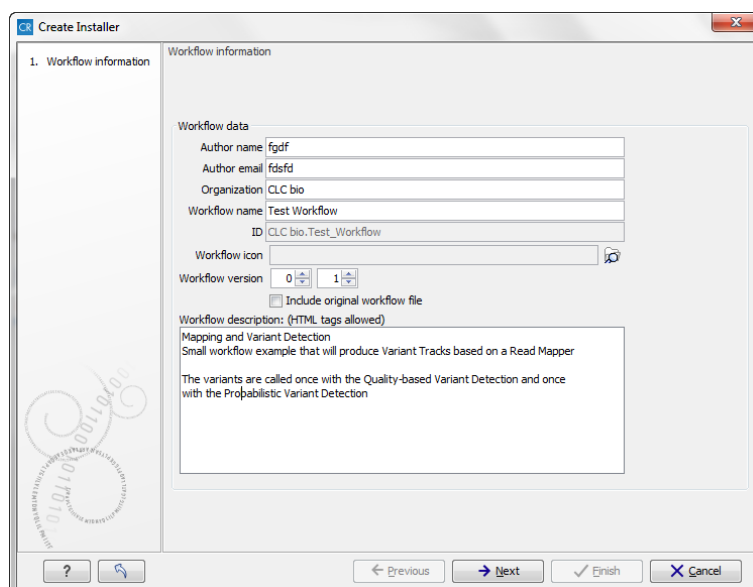 CR Create Installer
X
1. Workflow information
Workflow information
Workflow data
Author name fgdf
Author email fdsfd
Organization CLC bio
Workflow name Test Workflow
ID CLC bio.Test_Workflow
Workflow icon
Workflow version 0 1
Include original workflow file
Workflow description: (HTML tags allowed)
Mapping and Variant Detection
Small workflow example that will produce Variant Tracks based on a Read Mapper
The variants are called once with the Quality-based Variant Detection and once
with the Probabilistic Variant Detection
? Previous Next Finish Cancel